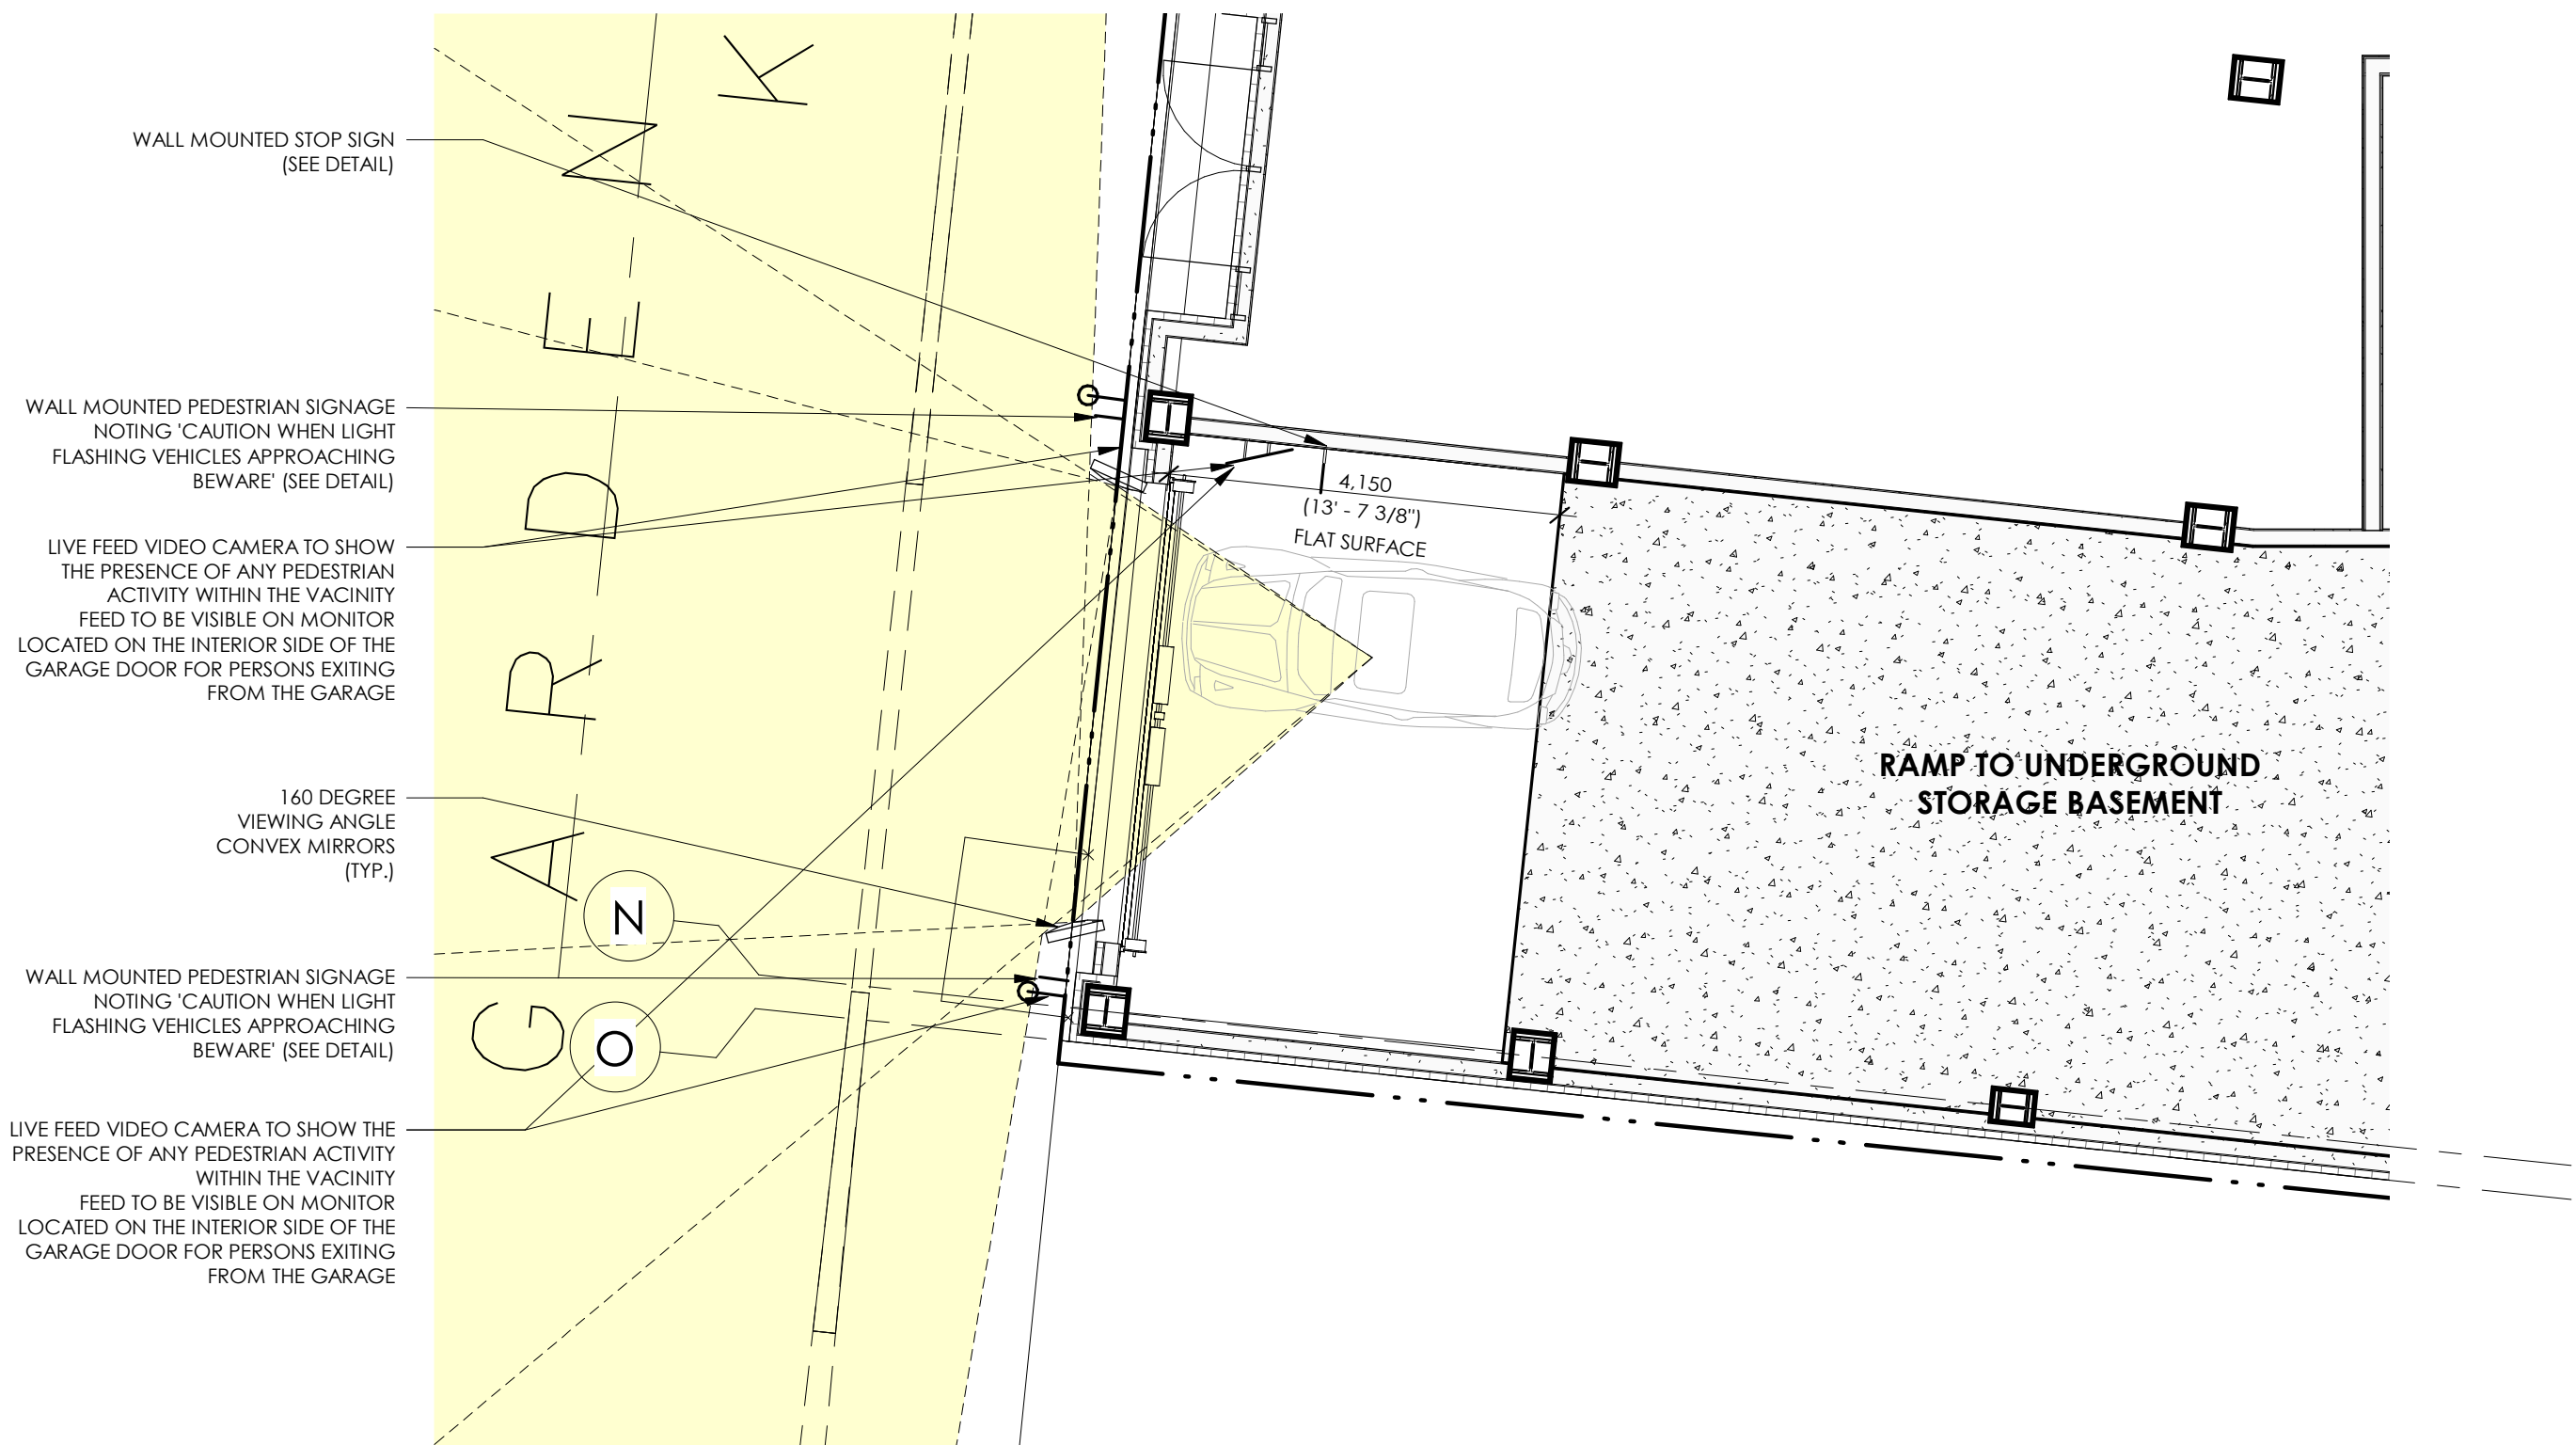 WALL MOUNTED STOP SIGN
(SEE DETAIL)
WALL MOUNTED PEDESTRIAN SIGNAGE
NOTING 'CAUTION WHEN LIGHT
FLASHING VEHICLES APPROACHING
BEWARE' (SEE DETAIL)
LIVE FEED VIDEO CAMERA TO SHOW
THE PRESENCE OF ANY PEDESTRIAN
ACTIVITY WITHIN THE VACINITY
FEED TO BE VISIBLE ON MONITOR
LOCATED ON THE INTERIOR SIDE OF THE
GARAGE DOOR FOR PERSONS EXITING
FROM THE GARAGE
160 DEGREE
VIEWING ANGLE
CONVEX MIRRORS
(TYP.)
WALL MOUNTED PEDESTRIAN SIGNAGE
NOTING 'CAUTION WHEN LIGHT
FLASHING VEHICLES APPROACHING
BEWARE' (SEE DETAIL)
LIVE FEED VIDEO CAMERA TO SHOW THE
PRESENCE OF ANY PEDESTRIAN ACTIVITY
WITHIN THE VACINITY
FEED TO BE VISIBLE ON MONITOR
LOCATED ON THE INTERIOR SIDE OF THE
GARAGE DOOR FOR PERSONS EXITING
FROM THE GARAGE
GARDEN K
N
O
4,150
(13' - 7 3/8")
FLAT SURFACE
RAMP TO UNDERGROUND
STORAGE BASEMENT